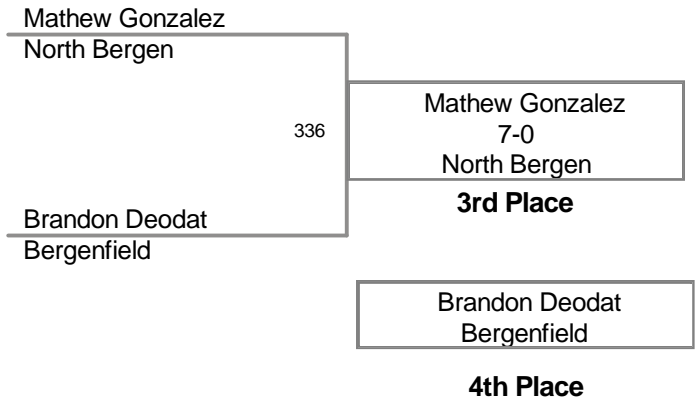 Mathew Gonzalez
North Bergen
336
Mathew Gonzalez
7-0
North Bergen
3rd Place
Brandon Deodat
Bergenfield
Brandon Deodat
Bergenfield
4th Place